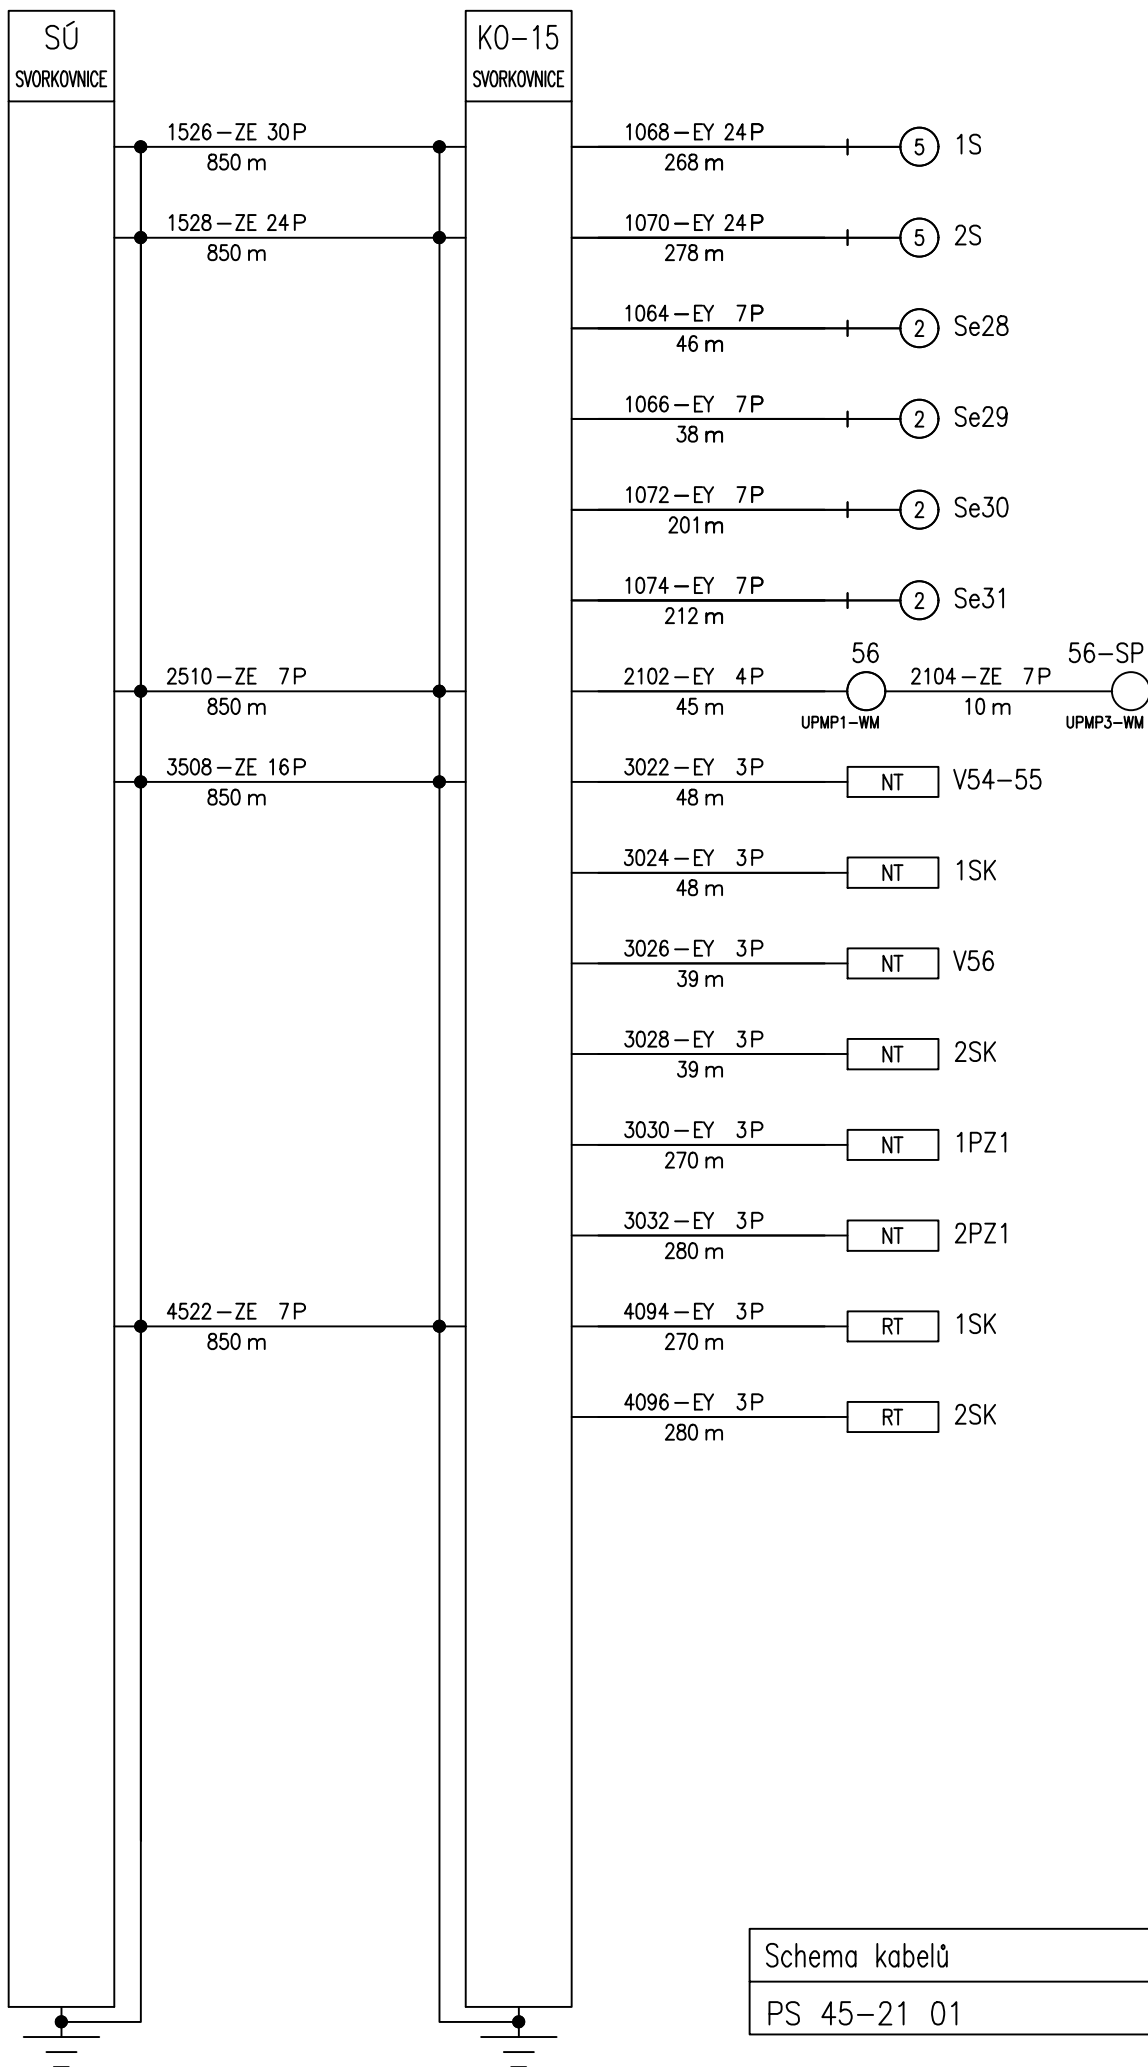 SÚ
SVORKOVNICE
KO-15
SVORKOVNICE
1526-ZE 30P
850 m
1068-EY 24P
268 m
5
1S
1528-ZE 24P
850 m
1070-EY 24P
278 m
5
2S
1064-EY 7P
46 m
2
Se28
1066-EY 7P
38 m
2
Se29
1072-EY 7P
201 m
2
Se30
1074-EY 7P
212 m
2
Se31
2510-ZE 7P
850 m
2102-EY 4P
45 m
56
UPMP1-WM
2104-ZE 7P
10 m
56-SP
UPMP3-WM
3508-ZE 16P
850 m
3022-EY 3P
48 m
NT
V54-55
3024-EY 3P
48 m
NT
1SK
3026-EY 3P
39 m
NT
V56
3028-EY 3P
39 m
NT
2SK
3030-EY 3P
270 m
NT
1PZ1
3032-EY 3P
280 m
NT
2PZ1
4522-ZE 7P
850 m
4094-EY 3P
270 m
RT
1SK
4096-EY 3P
280 m
RT
2SK
Schema kabelů
PS 45-21 01